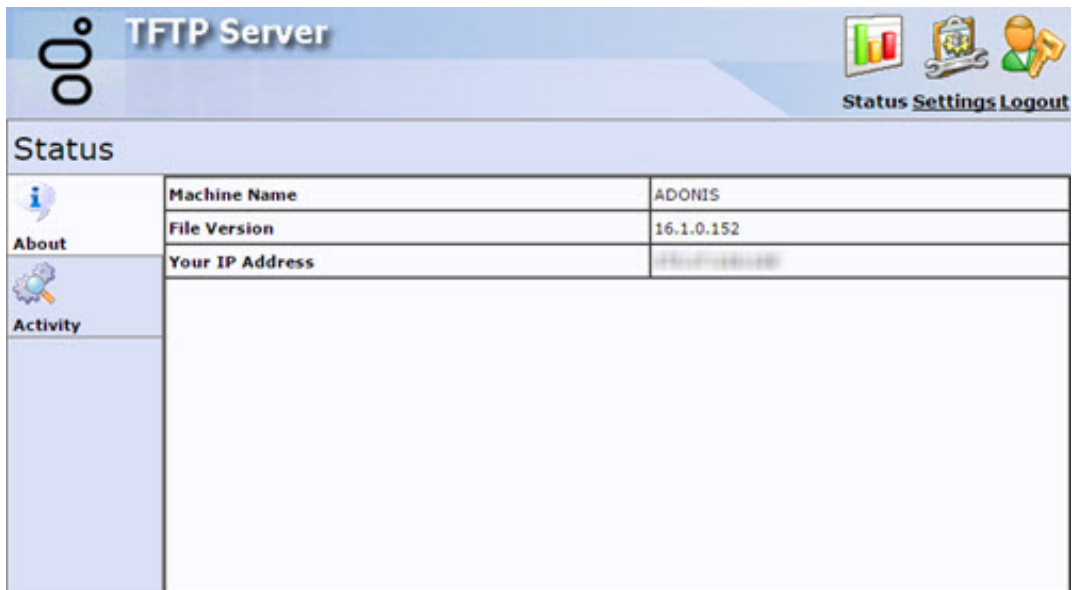 TFTP Server
Status Settings Logout
Status
About
Activity
Machine Name ADONIS
File Version 16.1.0.152
Your IP Address